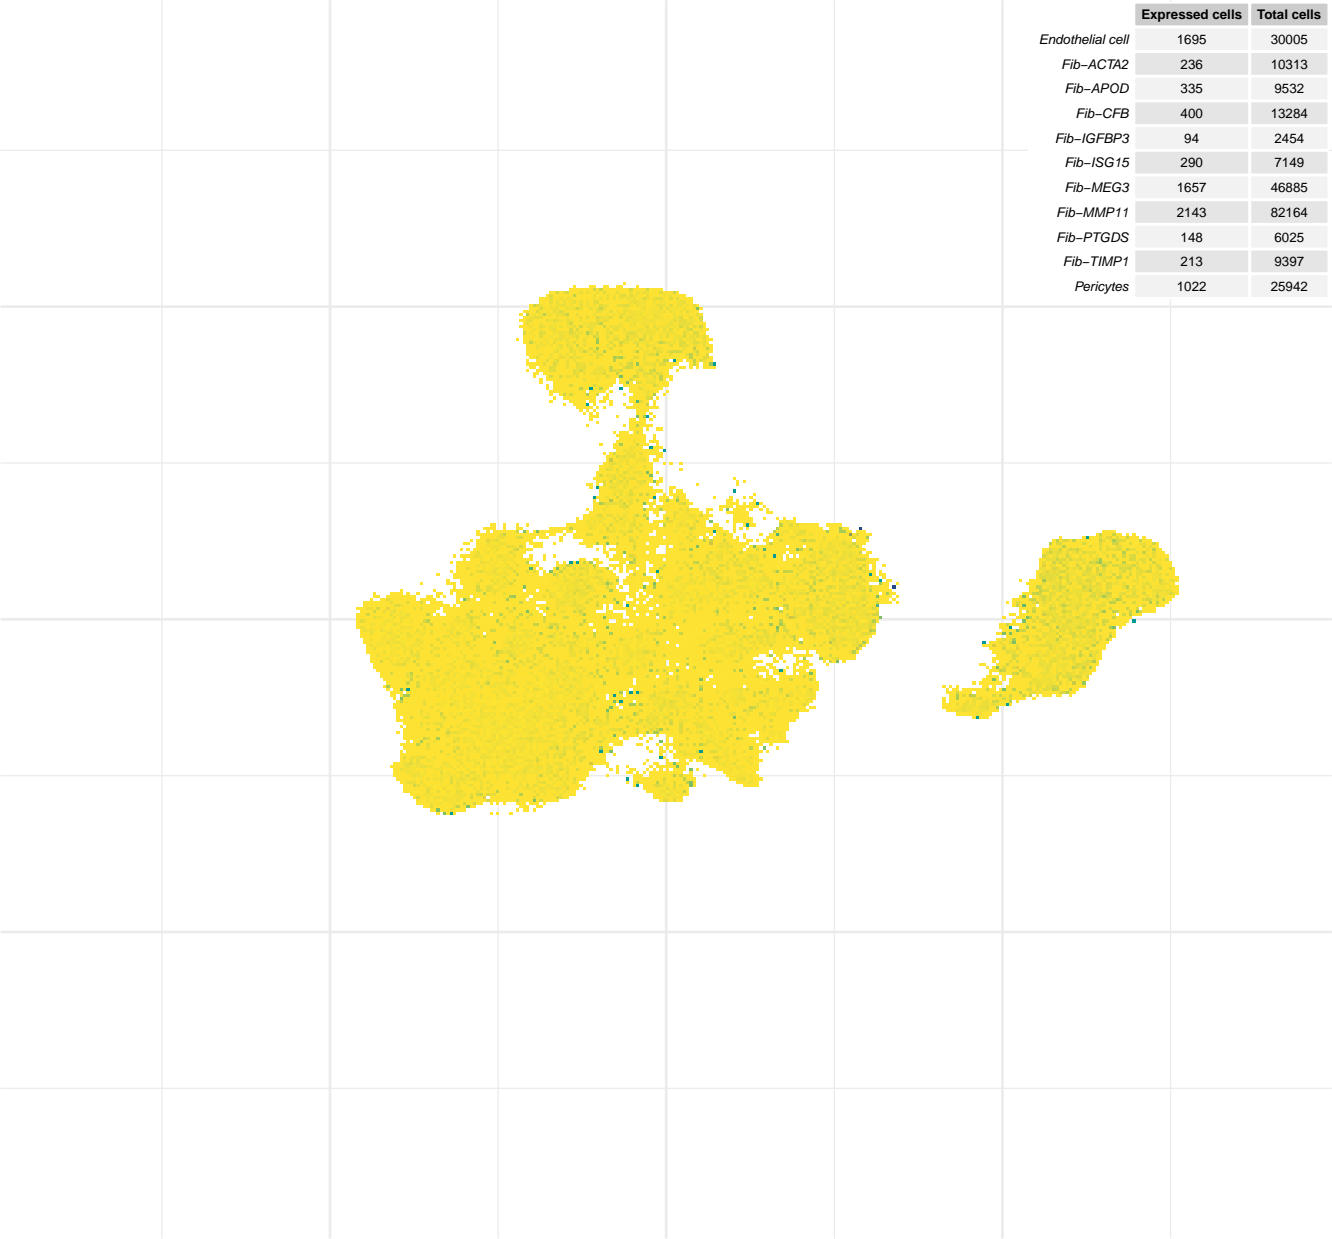 Expressed cells Total cells
Endothelial cell 1695 30005
Fib−ACTA2 236 10313
Fib−APOD 335 9532
Fib−CFB 400 13284
Fib−IGFBP3 94 2454
Fib−ISG15 290 7149
Fib−MEG3 1657 46885
Fib−MMP11 2143 82164
Fib−PTGDS 148 6025
Fib−TIMP1 213 9397
Pericytes 1022 25942